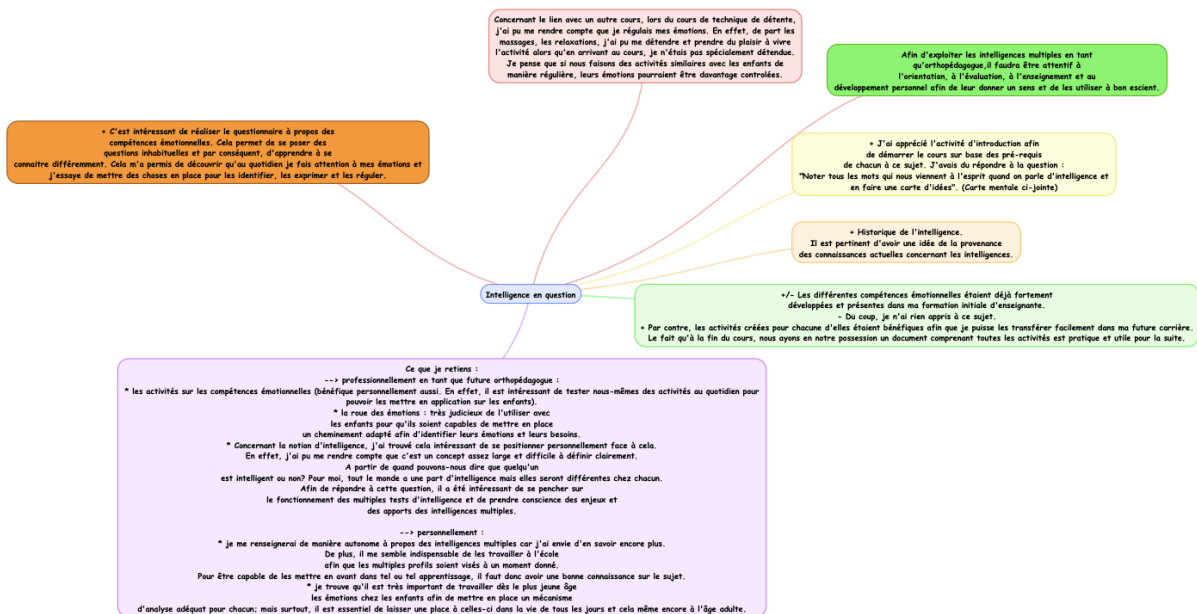 Concernant le lien avec un autre cours, lors du cours de technique de détente,
j'ai pu me rendre compte que je régulais mes émotions. En effet, de part les
massages, les relaxations, j'ai pu me détendre et prendre du plaisir à vivre
l'activité alors qu'en arrivant au cours, je n'étais pas spécialement détendue.
Je pense que si nous faisons des activités similaires avec les enfants de
manière régulière, leurs émotions pourraient être davantage controlées.
Afin d'exploiter les intelligences multiples en tant
qu'orthopédagogue,il faudra être attentif à
l'orientation, à l'évaluation, à l'enseignement et au
développement personnel afin de leur donner un sens et de les utiliser à bon escient.
+ C'est intéressant de réaliser le questionnaire à propos des
compétences émotionnelles. Cela permet de se poser des
questions inhabituelles et par conséquent, d'apprendre à se
connaitre différemment. Cela m'a permis de découvrir qu'au quotidien je fais attention à mes émotions et
j'essaye de mettre des choses en place pour les identifier, les exprimer et les réguler.
+ J'ai apprécié l'activité d'introduction afin
de démarrer le cours sur base des pré-requis
de chacun à ce sujet. J'avais du répondre à la question :
"Noter tous les mots qui nous viennent à l'esprit quand on parle d'intelligence et
en faire une carte d'idées". (Carte mentale ci-jointe)
+ Historique de l'intelligence.
Il est pertinent d'avoir une idée de la provenance
des connaissances actuelles concernant les intelligences.
Intelligence en question
+/- Les différentes compétences émotionnelles étaient déjà fortement
développées et présentes dans ma formation initiale d'enseignante.
- Du coup, je n'ai rien appris à ce sujet.
+ Par contre, les activités créées pour chacune d'elles étaient bénéfiques afin que je puisse les transférer facilement dans ma future carrière.
Le fait qu'à la fin du cours, nous ayons en notre possession un document comprenant toutes les activités est pratique et utile pour la suite.
Ce que je retiens :
--> professionnellement en tant que future orthopédagogue :
* les activités sur les compétences émotionnelles (bénéfique personnellement aussi. En effet, il est intéressant de tester nous-mêmes des activités au quotidien pour
pouvoir les mettre en application sur les enfants).
* la roue des émotions : très judicieux de l'utiliser avec
les enfants pour qu'ils soient capables de mettre en place
un cheminement adapté afin d'identifier leurs émotions et leurs besoins.
* Concernant la notion d'intelligence, j'ai trouvé cela intéressant de se positionner personnellement face à cela.
En effet, j'ai pu me rendre compte que c'est un concept assez large et difficile à définir clairement.
A partir de quand pouvons-nous dire que quelqu'un
est intelligent ou non? Pour moi, tout le monde a une part d'intelligence mais elles seront différentes chez chacun.
Afin de répondre à cette question, il a été intéressant de se pencher sur
le fonctionnement des multiples tests d'intelligence et de prendre conscience des enjeux et
des apports des intelligences multiples.
--> personnellement :
* je me renseignerai de manière autonome à propos des intelligences multiples car j'ai envie d'en savoir encore plus.
De plus, il me semble indispensable de les travailler à l'école
afin que les multiples profils soient visés à un moment donné.
Pour être capable de les mettre en avant dans tel ou tel apprentissage, il faut donc avoir une bonne connaissance sur le sujet.
* je trouve qu'il est très important de travailler dès le plus jeune âge
les émotions chez les enfants afin de mettre en place un mécanisme
d'analyse adéquat pour chacun; mais surtout, il est essentiel de laisser une place à celles-ci dans la vie de tous les jours et cela même encore à l'âge adulte.